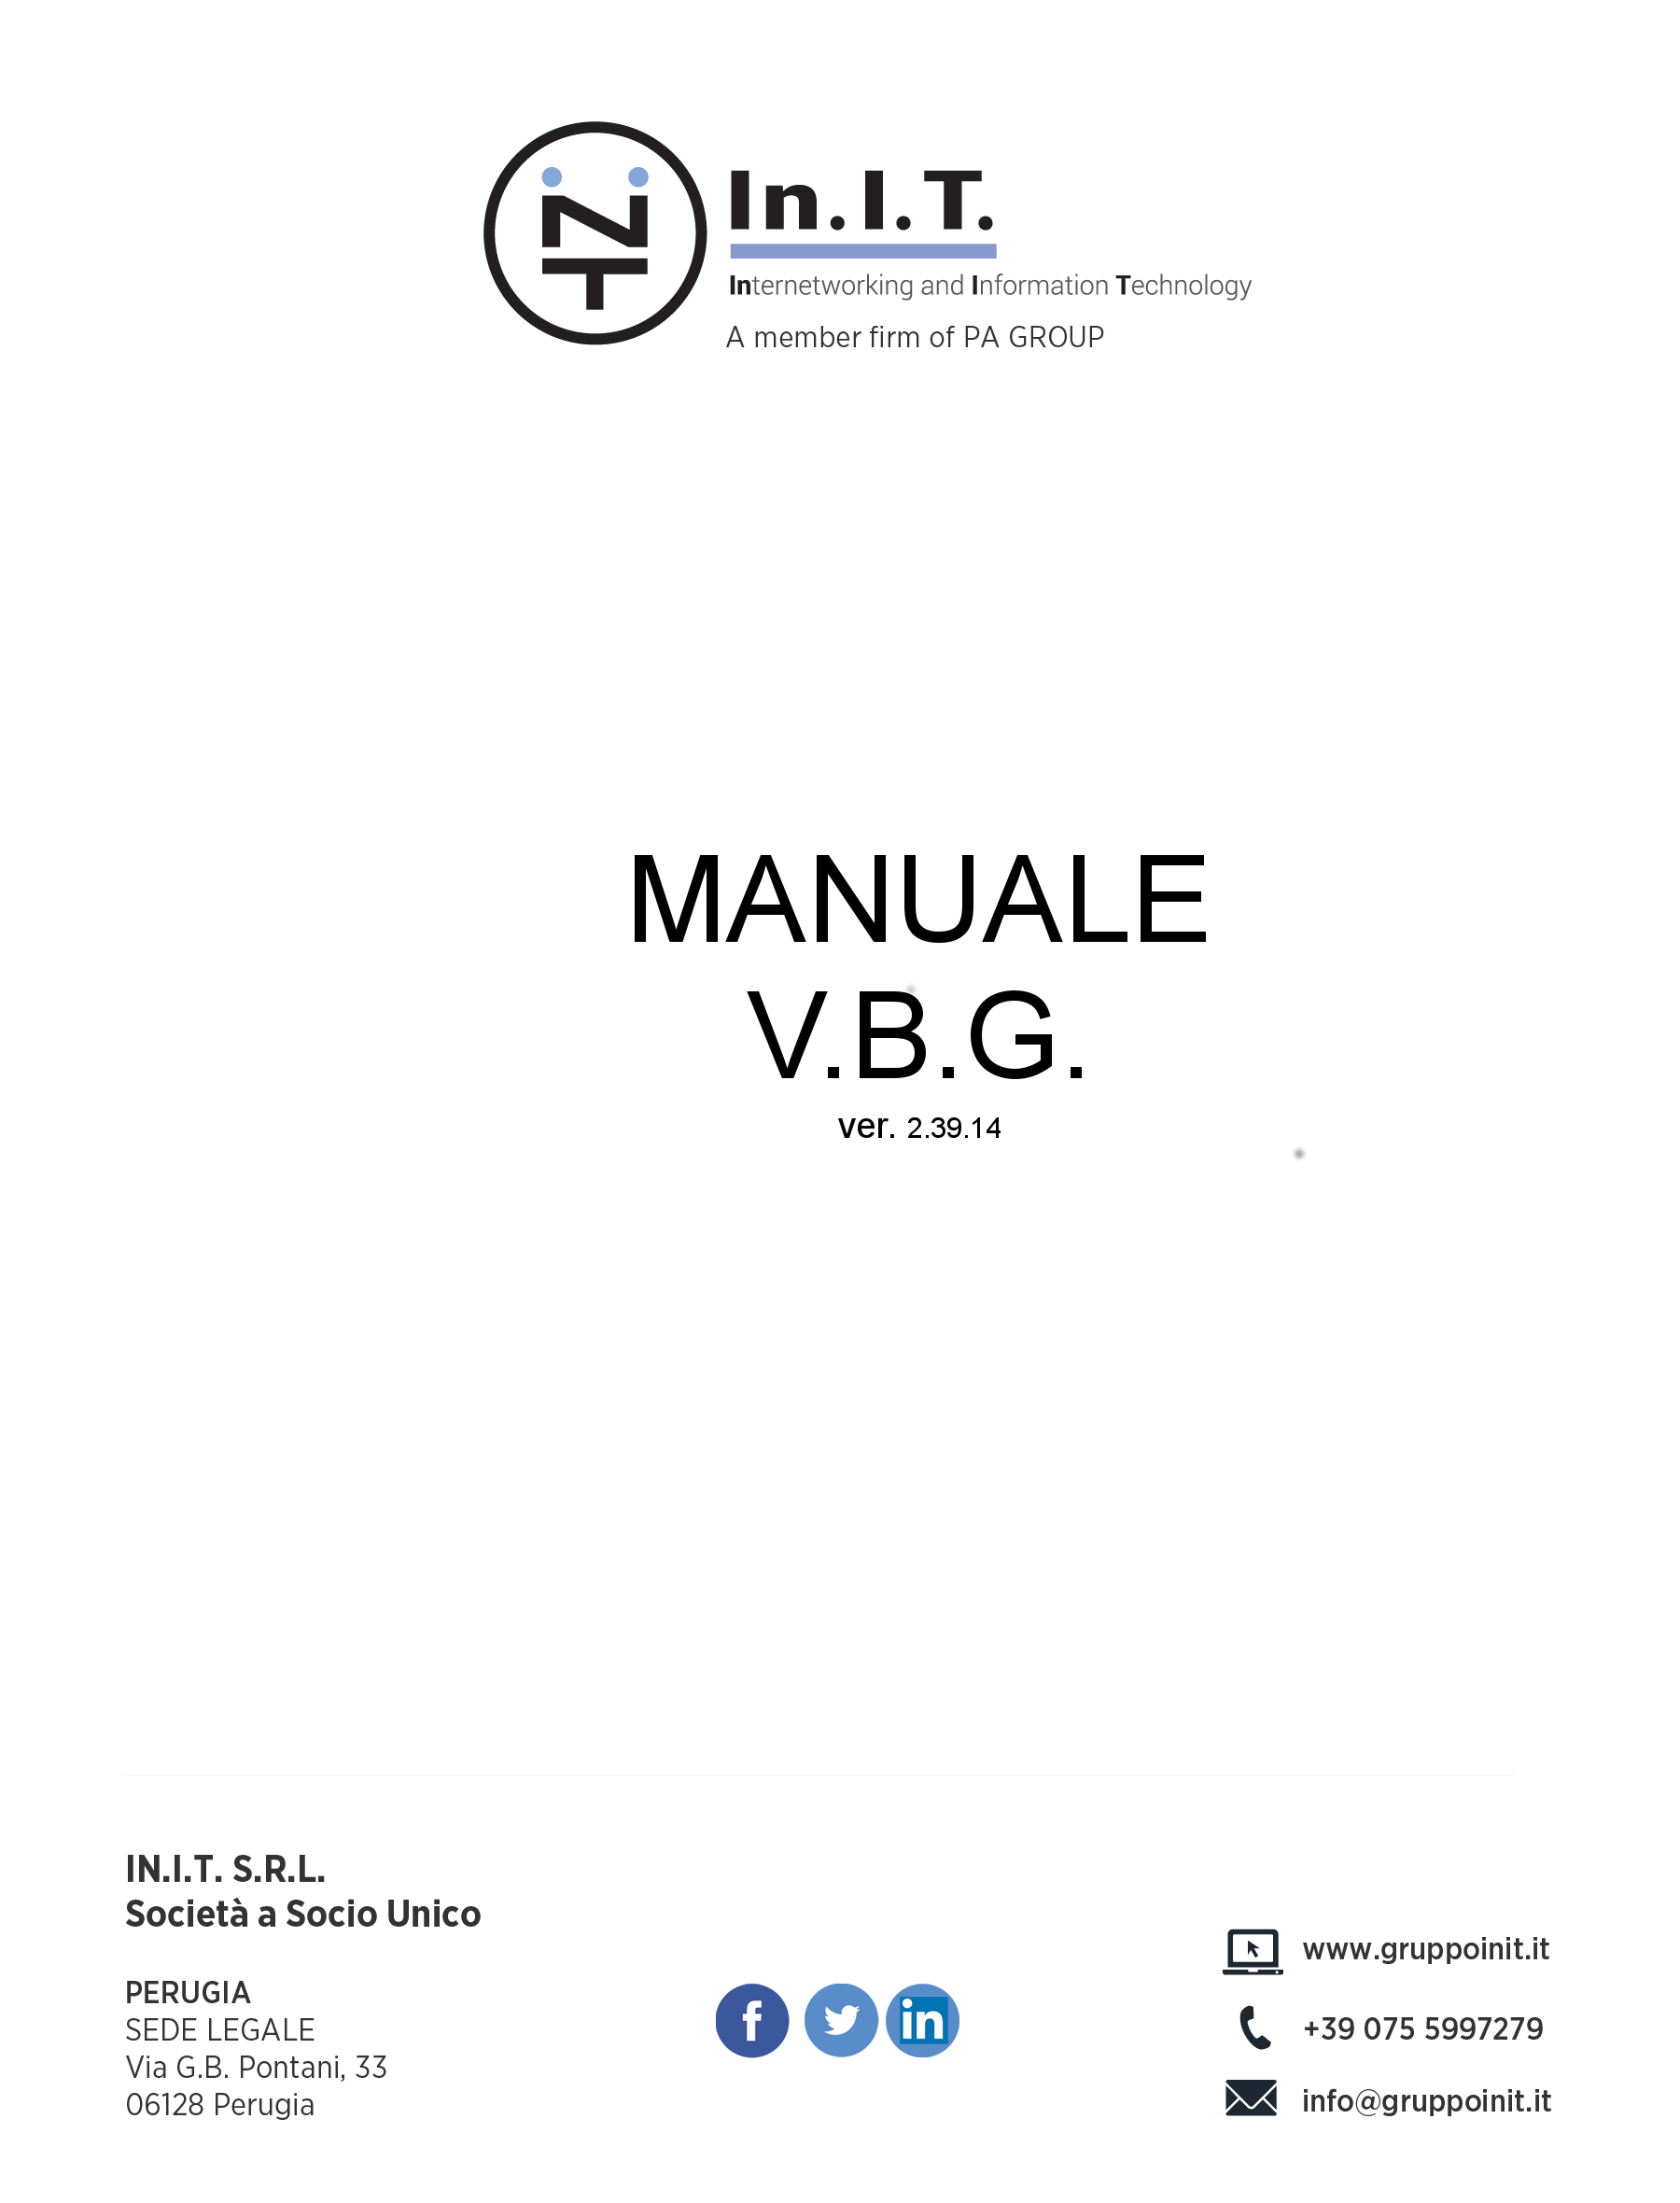 In.I.T.
Internetworking and Information Technology
A member firm of PA GROUP
MANUALE
V.B.G.
ver. 2.39.14
IN.I.T. S.R.L.
Società a Socio Unico
PERUGIA
SEDE LEGALE
Via G.B. Pontani, 33
06128 Perugia
www.gruppoinit.it
+39 075 5997279
info@gruppoinit.it